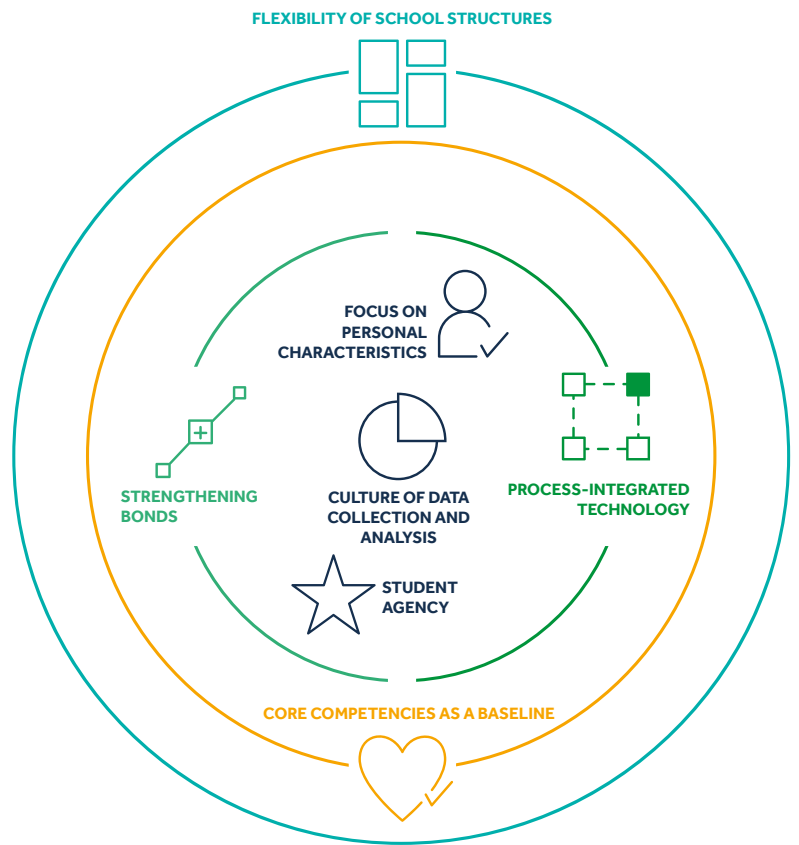 FLEXIBILITY OF SCHOOL STRUCTURES
FOCUS ON
PERSONAL
CHARACTERISTICS
STRENGTHENING
BONDS
CULTURE OF DATA
COLLECTION AND
ANALYSIS
PROCESS-INTEGRATED
TECHNOLOGY
STUDENT
AGENCY
CORE COMPETENCIES AS A BASELINE